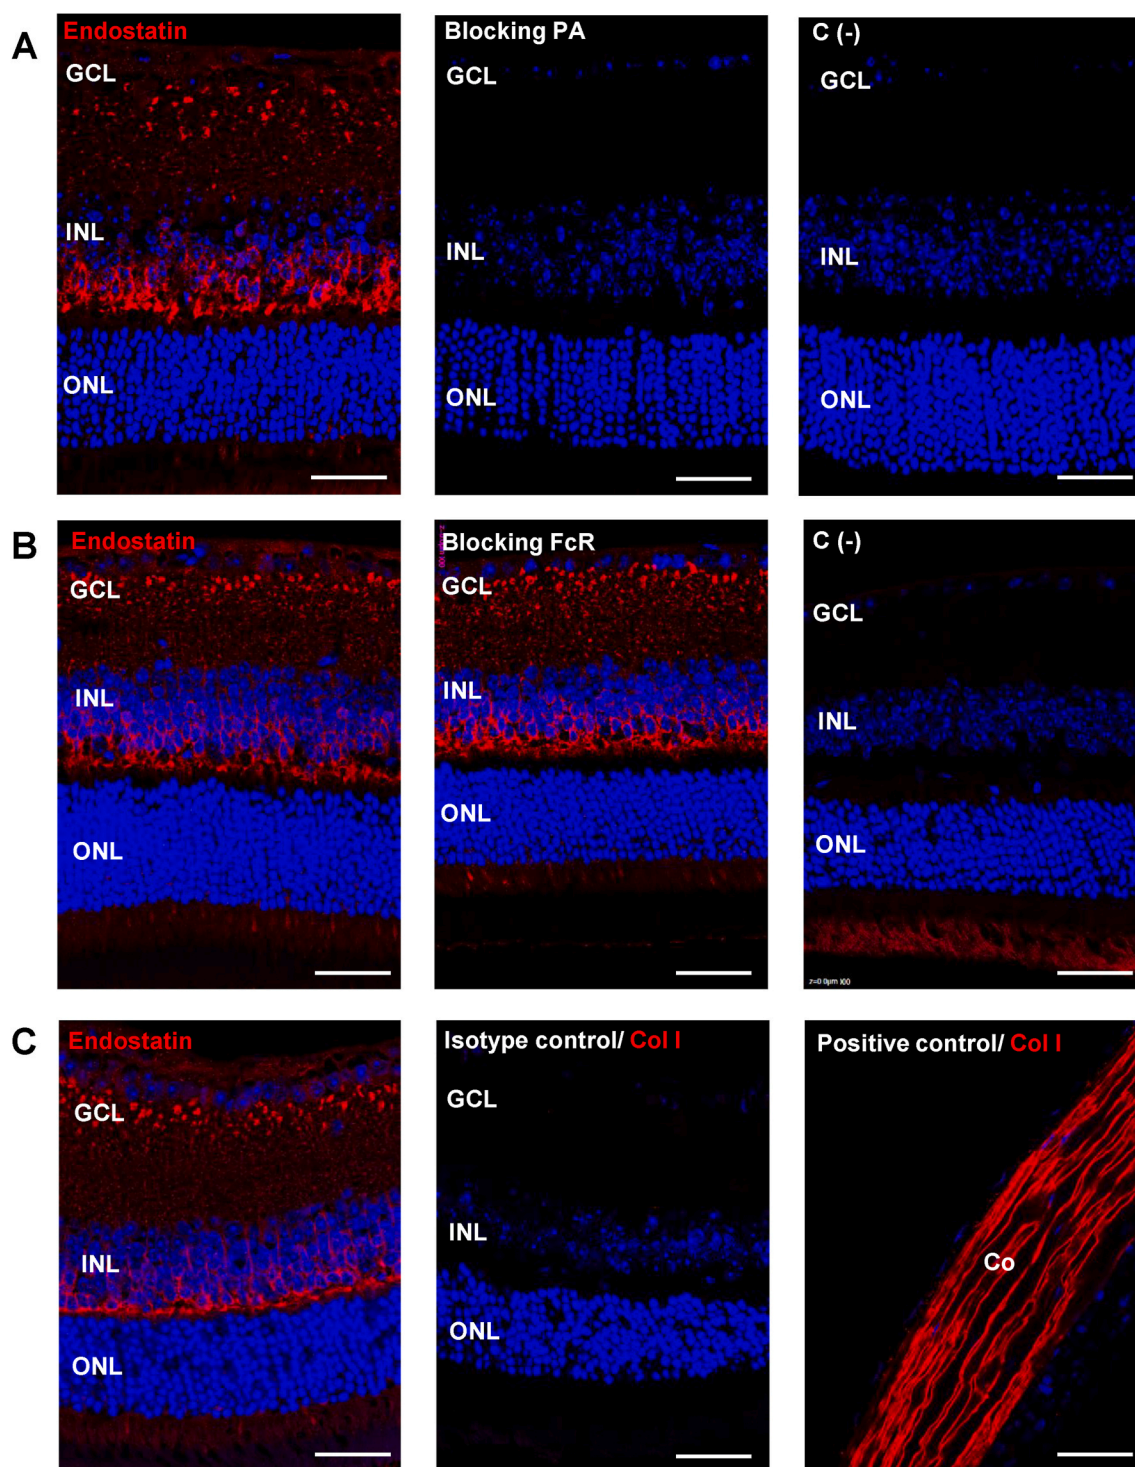 A
Endostatin
GCL
INL
ONL
Blocking PA
GCL
INL
ONL
C (-)
GCL
INL
ONL
B
Endostatin
GCL
INL
ONL
Blocking FcR
GCL
INL
ONL
C (-)
GCL
INL
ONL
z=0.0µm
C
Endostatin
GCL
INL
ONL
Isotype control/ Col I
GCL
INL
ONL
Positive control/ Col I
Co